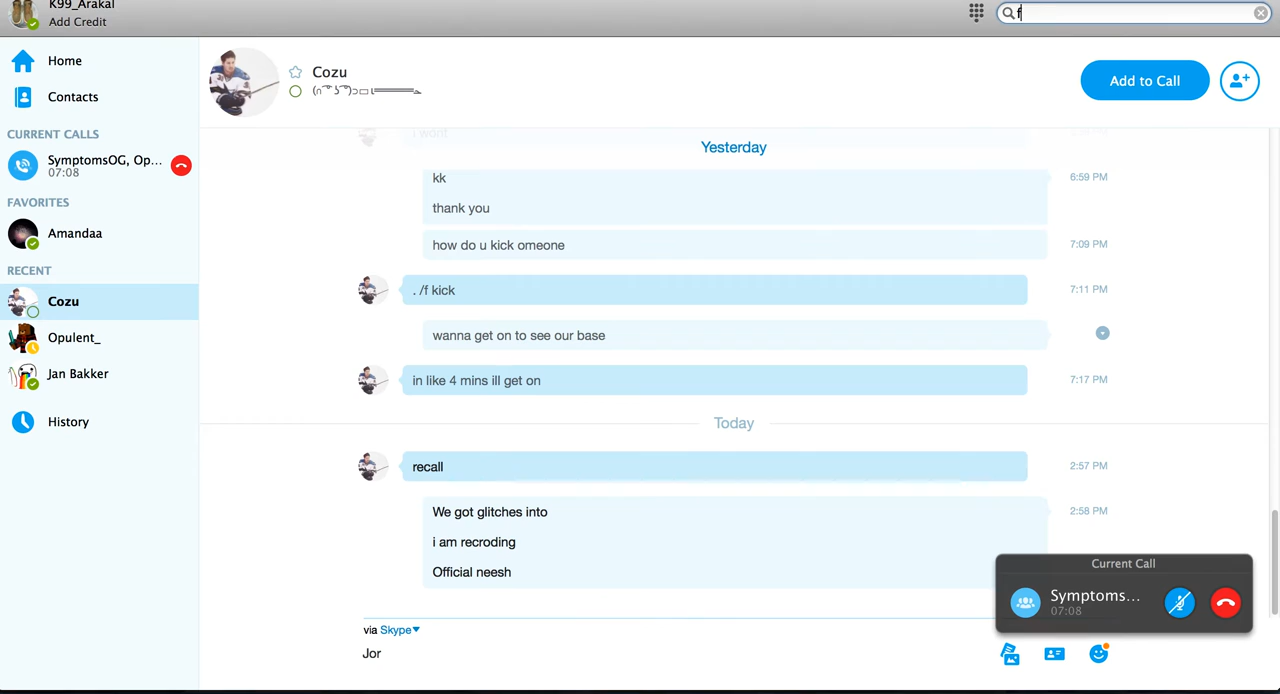 K99_Arakal
Add Credit
f
Home
Contacts
CURRENT CALLS
SymptomsOG, Op...
07:08
FAVORITES
Amandaa
RECENT
Cozu
Opulent_
Jan Bakker
History
Cozu
Add to Call
i wont
Yesterday
kk
6:59 PM
thank you
how do u kick omeone
7:09 PM
. /f kick
7:11 PM
wanna get on to see our base
in like 4 mins ill get on
7:17 PM
Today
recall
2:57 PM
We got glitches into
2:58 PM
i am recroding
Official neesh
Current Call
Symptoms...
07:08
via Skype
Jor